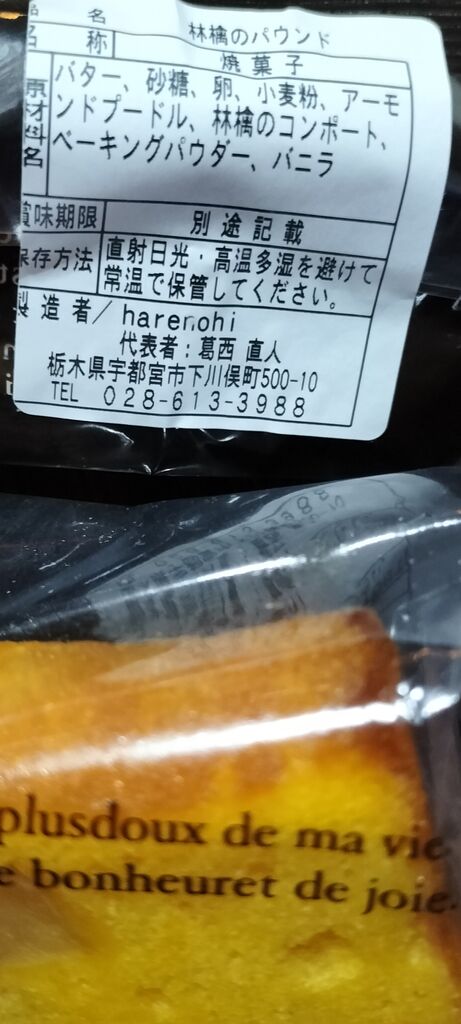 品 名 林檎のパウンド
名 称 焼菓子
原材料名 バター、砂糖、卵、小麦粉、アーモ
ンドプードル、林檎のコンポート、
ベーキングパウダー、バニラ
賞味期限 別途記載
保存方法 直射日光・高温多湿を避けて
常温で保管してください。
製造者/harenohi
代表者:葛西 直人
栃木県宇都宮市下川俣町500-10
TEL 028-613-3988
plusdoux de ma vie
e bonheuret de joie.